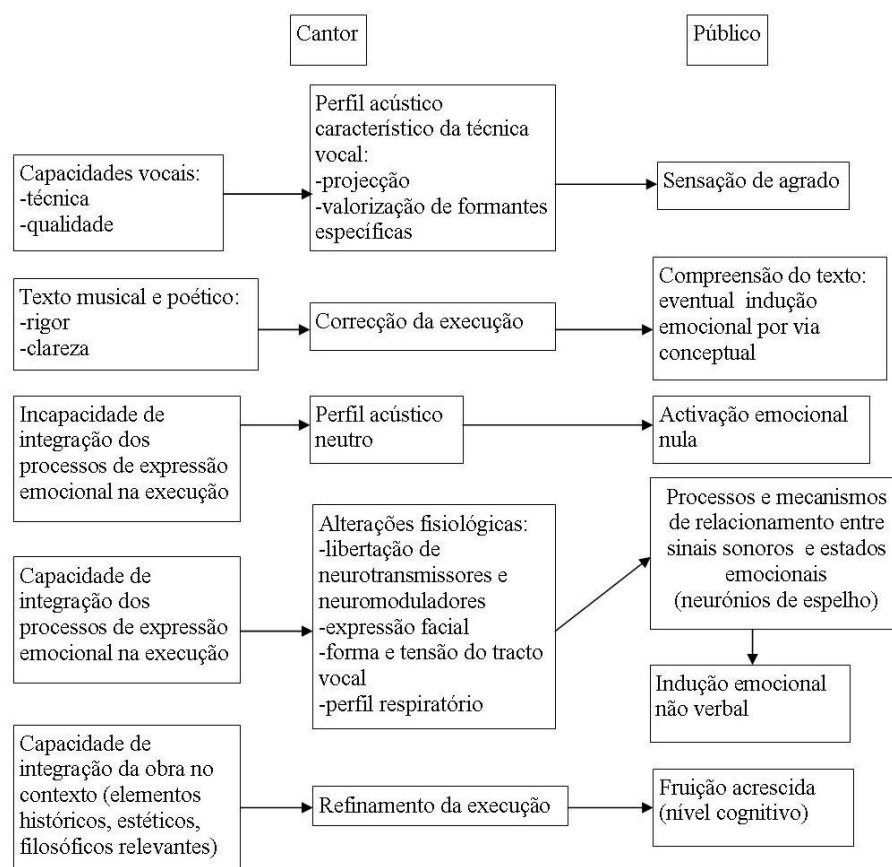 Cantor
Público
Capacidades vocais:
-técnica
-qualidade
Perfil acústico
característico da técnica
vocal:
-projecção
-valorização de formantes
específicas
Sensação de agrado
Texto musical e poético:
-rigor
-clareza
Correcção da execução
Compreensão do texto:
eventual indução
emocional por via
conceptual
Incapacidade de
integração dos
processos de expressão
emocional na execução
Perfil acústico
neutro
Activação emocional
nula
Capacidade de
integração dos
processos de expressão
emocional na execução
Alterações fisiológicas:
-libertação de
neurotransmissores e
neuromoduladores
-expressão facial
-forma e tensão do tracto
vocal
-perfil respiratório
Processos e mecanismos
de relacionamento entre
sinais sonoros e estados
emocionais
(neurónios de espelho)
Indução emocional
não verbal
Capacidade de
integração da obra no
contexto (elementos
históricos, estéticos,
filosóficos relevantes)
Refinamento da execução
Fruição acrescida
(nível cognitivo)